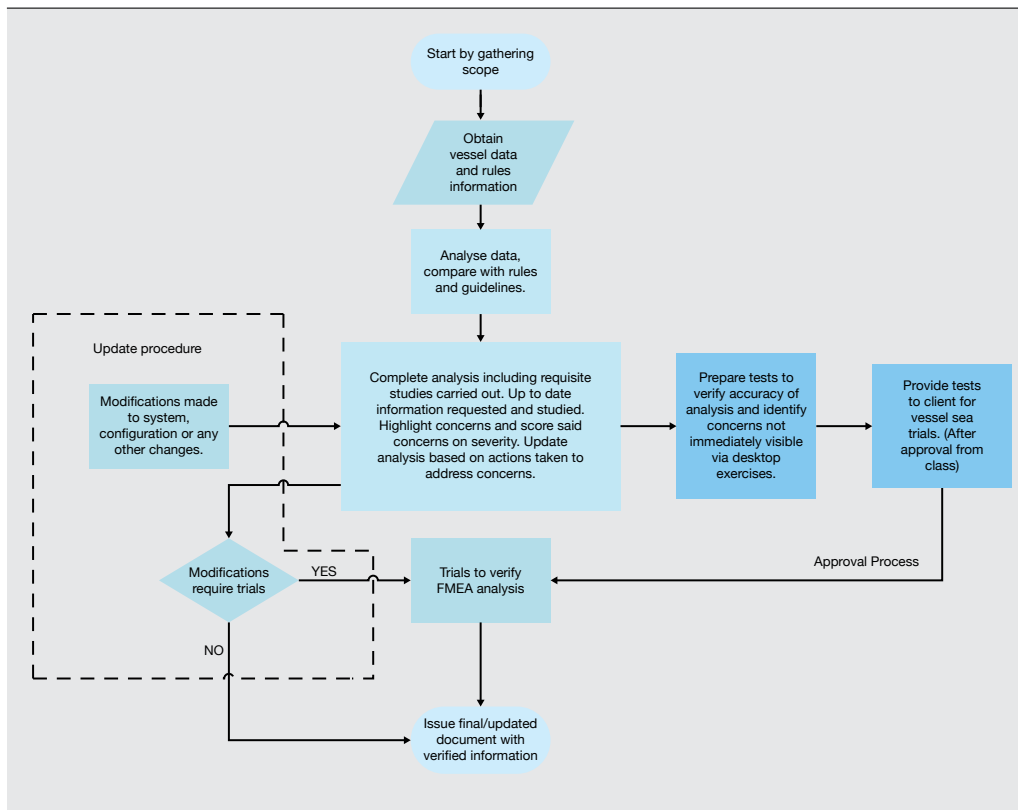 Start by gathering
scope
Obtain
vessel data
and rules
information
Analyse data,
compare with rules
and guidelines.
Update procedure
Modifications made
to system,
configuration or any
other changes.
Complete analysis including requisite
studies carried out. Up to date
information requested and studied.
Highlight concerns and score said
concerns on severity. Update
analysis based on actions taken to
address concerns.
Prepare tests to
verify accuracy of
analysis and identify
concerns not
immediately visible
via desktop
exercises.
Provide tests
to client for
vessel sea
trials. (After
approval from
class)
Modifications
require trials
YES
Trials to verify
FMEA analysis
Approval Process
NO
Issue final/updated
document with
verified information